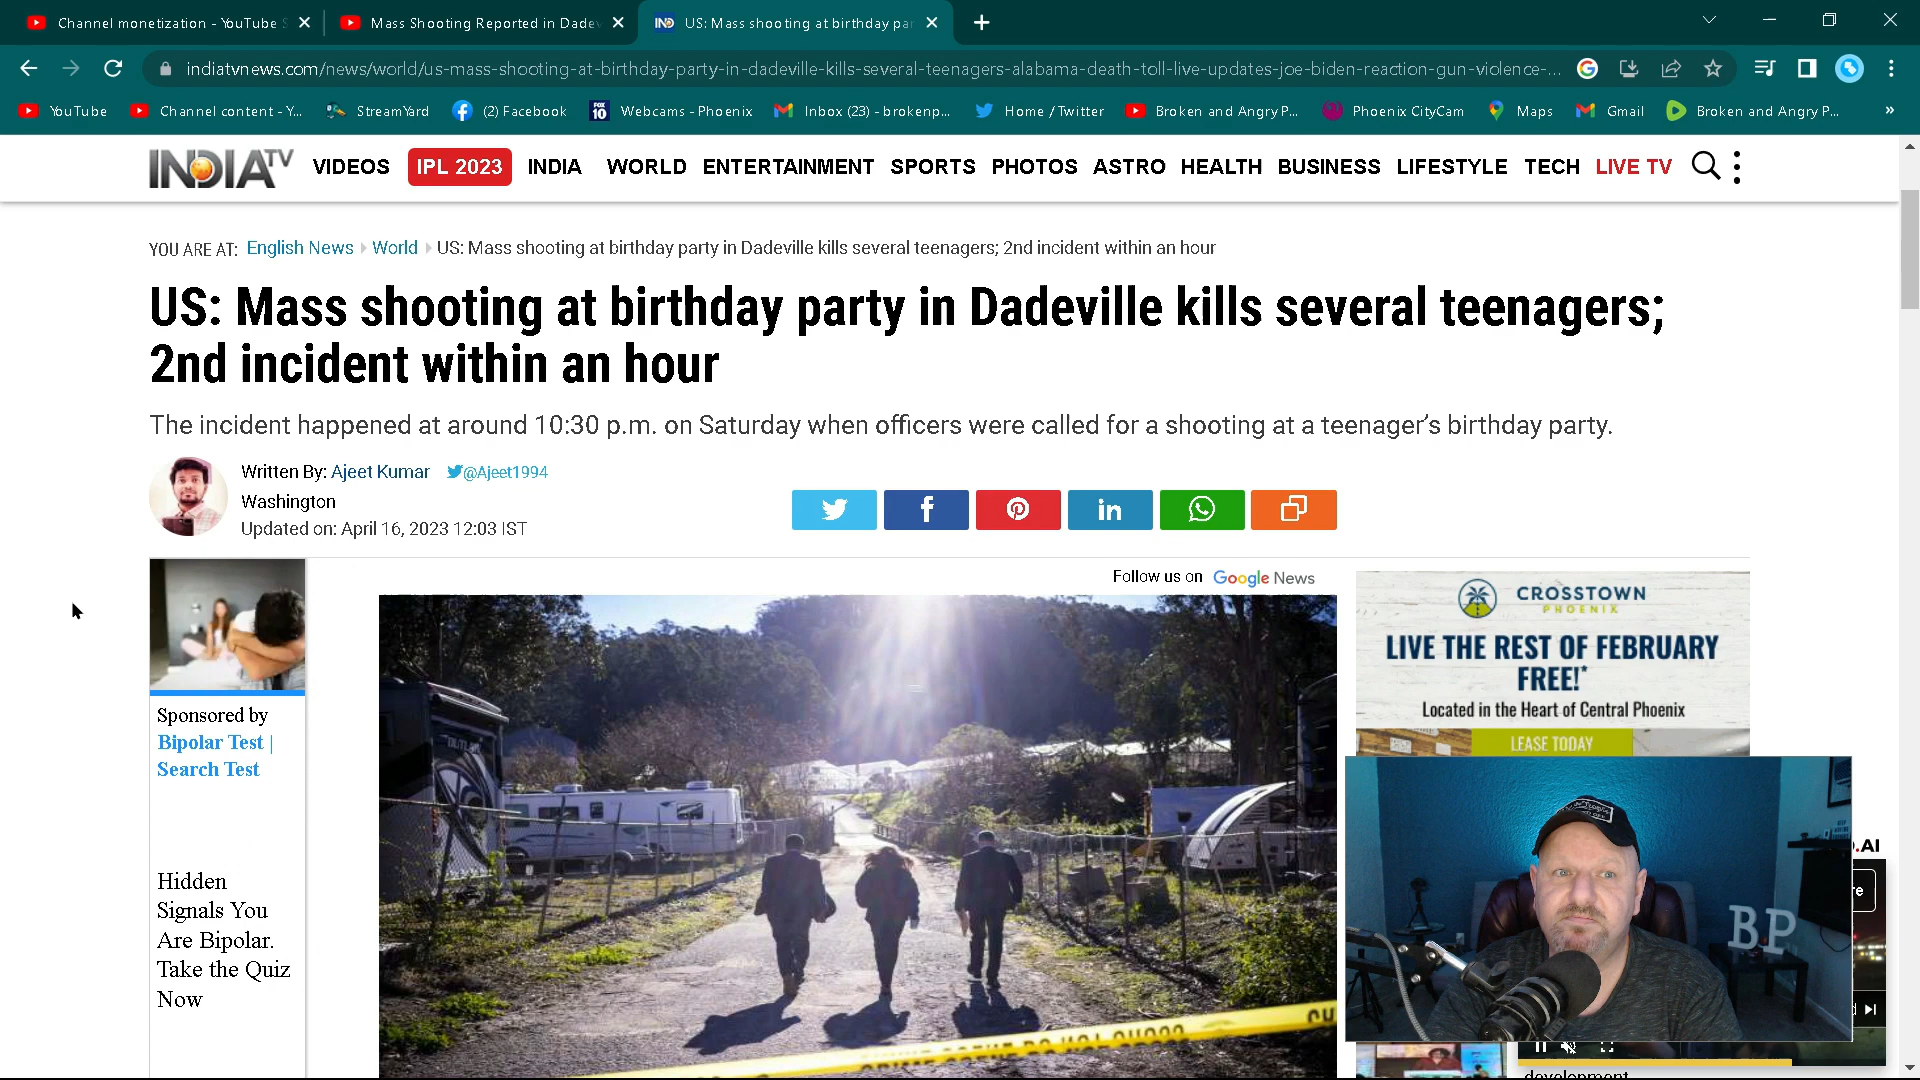 Channel monetization - YouTube S
Mass Shooting Reported in Dadev
US: Mass shooting at birthday par
indiatvnews.com/news/world/us-mass-shooting-at-birthday-party-in-dadeville-kills-several-teenagers-alabama-death-toll-live-updates-joe-biden-reaction-gun-violence-...
YouTube Channel content - Y... StreamYard (2) Facebook FOX 10 Webcams - Phoenix Inbox (23) - brokenp... Home / Twitter Broken and Angry P... Phoenix CityCam Maps Gmail Broken and Angry P... »
INDIA TV VIDEOS IPL 2023 INDIA WORLD ENTERTAINMENT SPORTS PHOTOS ASTRO HEALTH BUSINESS LIFESTYLE TECH LIVE TV
YOU ARE AT: English News World US: Mass shooting at birthday party in Dadeville kills several teenagers; 2nd incident within an hour
US: Mass shooting at birthday party in Dadeville kills several teenagers;
2nd incident within an hour
The incident happened at around 10:30 p.m. on Saturday when officers were called for a shooting at a teenager's birthday party.
Written By: Ajeet Kumar @Ajeet1994
Washington
Updated on: April 16, 2023 12:03 IST
Follow us on Google News
Sponsored by
Bipolar Test |
Search Test
Hidden
Signals You
Are Bipolar.
Take the Quiz
Now
CROSSTOWN
PHOENIX
LIVE THE REST OF FEBRUARY
FREE!*
Located in the Heart of Central Phoenix
LEASE TODAY
.AI
re
BP
development